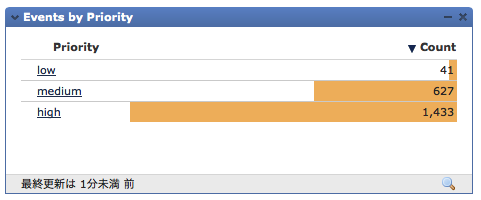 Events by Priority
Priority ▼ Count
low 41
medium 627
high 1,433
最終更新は 1分未満 前